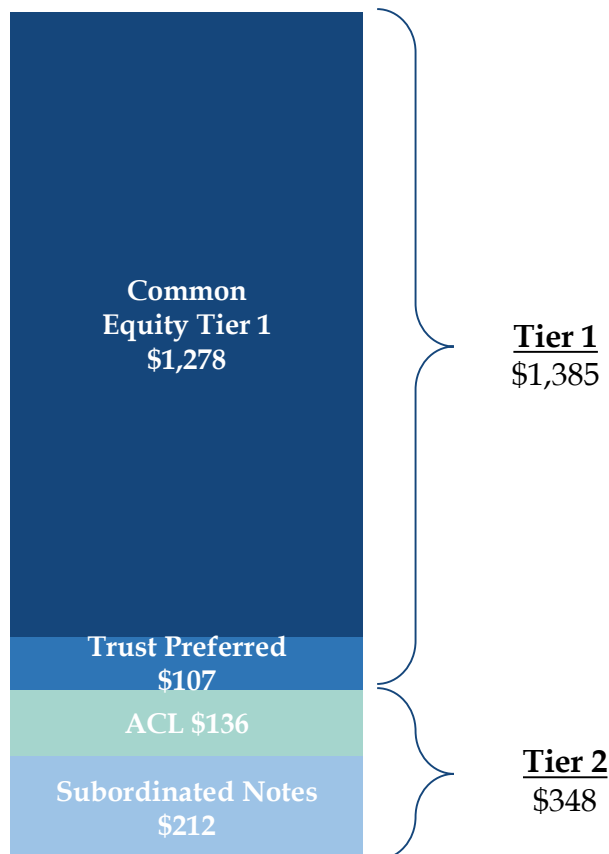 Common
Equity Tier 1
$1,278
Tier 1
$1,385
Trust Preferred
$107
ACL $136
Subordinated Notes
$212
Tier 2
$348